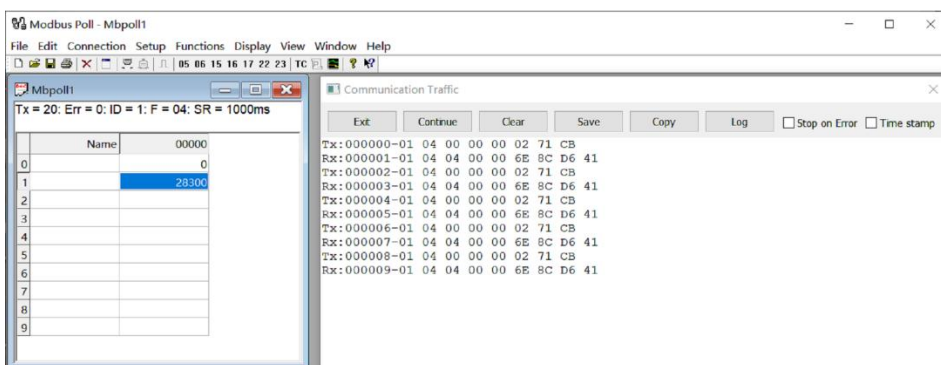 Modbus Poll - Mbpoll1
File Edit Connection Setup Functions Display View Window Help
05 06 15 16 17 22 23 TC
Mbpoll1
Tx = 20: Err = 0: ID = 1: F = 04: SR = 1000ms
Name 00000
0 0
1 28300
2
3
4
5
6
7
8
9
Communication Traffic
Exit Continue Clear Save Copy Log Stop on Error Time stamp
Tx:000000-01 04 00 00 00 02 71 CB
Rx:000001-01 04 04 00 00 6E 8C D6 41
Tx:000002-01 04 00 00 00 02 71 CB
Rx:000003-01 04 04 00 00 6E 8C D6 41
Tx:000004-01 04 00 00 00 02 71 CB
Rx:000005-01 04 04 00 00 6E 8C D6 41
Tx:000006-01 04 00 00 00 02 71 CB
Rx:000007-01 04 04 00 00 6E 8C D6 41
Tx:000008-01 04 00 00 00 02 71 CB
Rx:000009-01 04 04 00 00 6E 8C D6 41